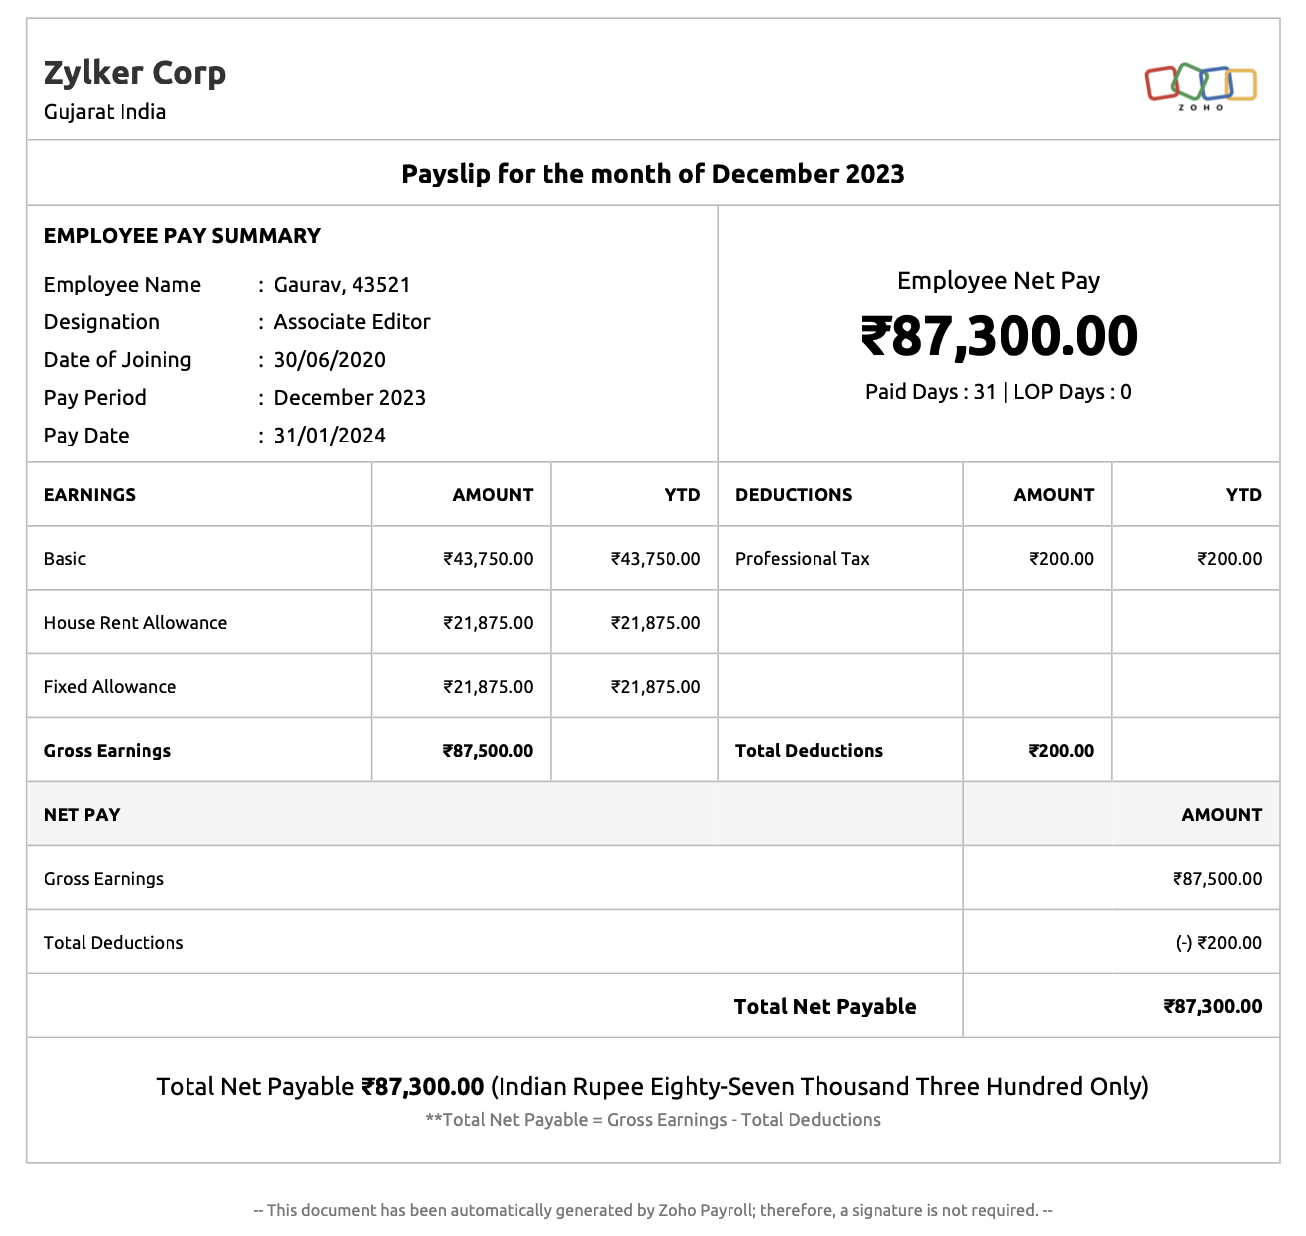 Zylker Corp
Gujarat India
ZOHO
Payslip for the month of December 2023
EMPLOYEE PAY SUMMARY
Employee Name : Gaurav, 43521
Designation : Associate Editor
Date of Joining : 30/06/2020
Pay Period : December 2023
Pay Date : 31/01/2024
Employee Net Pay
₹87,300.00
Paid Days : 31 | LOP Days : 0
EARNINGS AMOUNT YTD DEDUCTIONS AMOUNT YTD
Basic ₹43,750.00 ₹43,750.00 Professional Tax ₹200.00 ₹200.00
House Rent Allowance ₹21,875.00 ₹21,875.00
Fixed Allowance ₹21,875.00 ₹21,875.00
Gross Earnings ₹87,500.00 Total Deductions ₹200.00
NET PAY AMOUNT
Gross Earnings ₹87,500.00
Total Deductions (-) ₹200.00
Total Net Payable ₹87,300.00
Total Net Payable ₹87,300.00 (Indian Rupee Eighty-Seven Thousand Three Hundred Only)
**Total Net Payable = Gross Earnings - Total Deductions
-- This document has been automatically generated by Zoho Payroll; therefore, a signature is not required. --